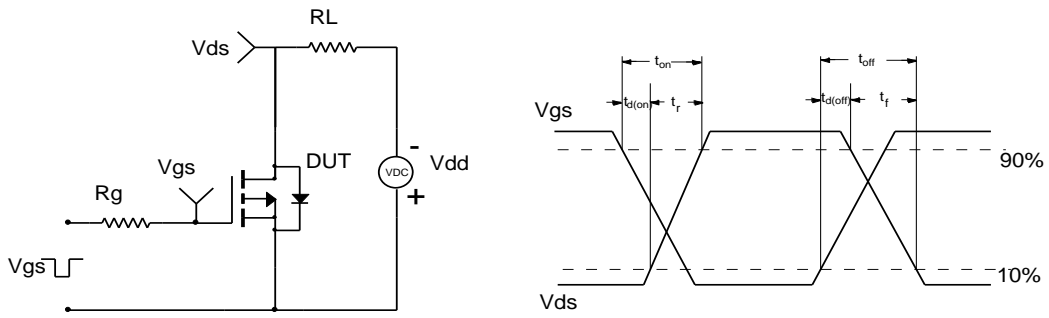 RL
Vds
Vgs
DUT
Rg
-
VDC
Vdd
+
Vgs
ton
toff
td(on)
tr
td(off)
tf
Vgs
90%
10%
Vds